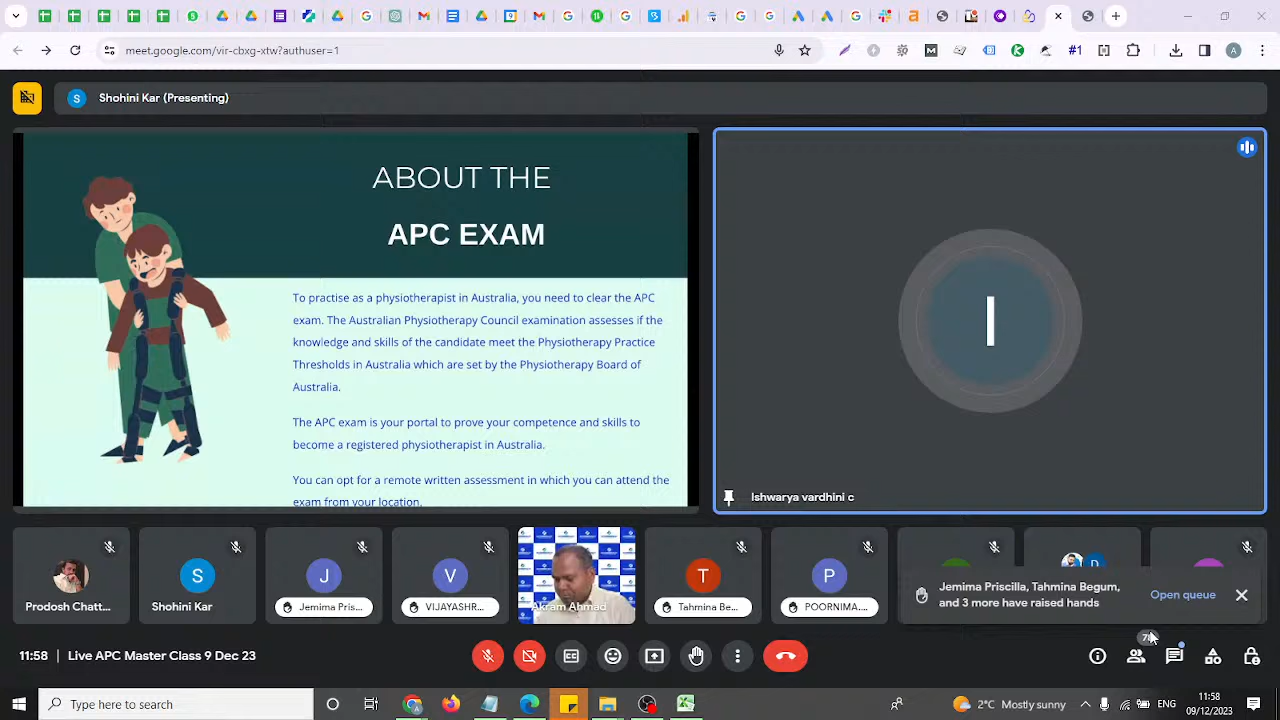 meet.google.com/vir-cbxg-xtw?authuser=1
#1
A
S
Shohini Kar (Presenting)
ABOUT THE
APC EXAM
To practise as a physiotherapist in Australia, you need to clear the APC
exam. The Australian Physiotherapy Council examination assesses if the
knowledge and skills of the candidate meet the Physiotherapy Practice
Thresholds in Australia which are set by the Physiotherapy Board of
Australia.
The APC exam is your portal to prove your competence and skills to
become a registered physiotherapist in Australia.
You can opt for a remote written assessment in which you can attend the
exam from your location.
I
Ishwarya vardhini c
Prodosh Chatt...
S
Shohini Kar
J
Jemima Pris...
V
VIJAYASHR...
Akram Ahmad
T
Tahmina Be...
P
POORNIMA...
D
Jemima Priscilla, Tahmina Begum,
and 3 more have raised hands
Open queue
11:58 | Live APC Master Class 9 Dec 23
Type here to search
2°C Mostly sunny
ENG
11:58
09/12/2023